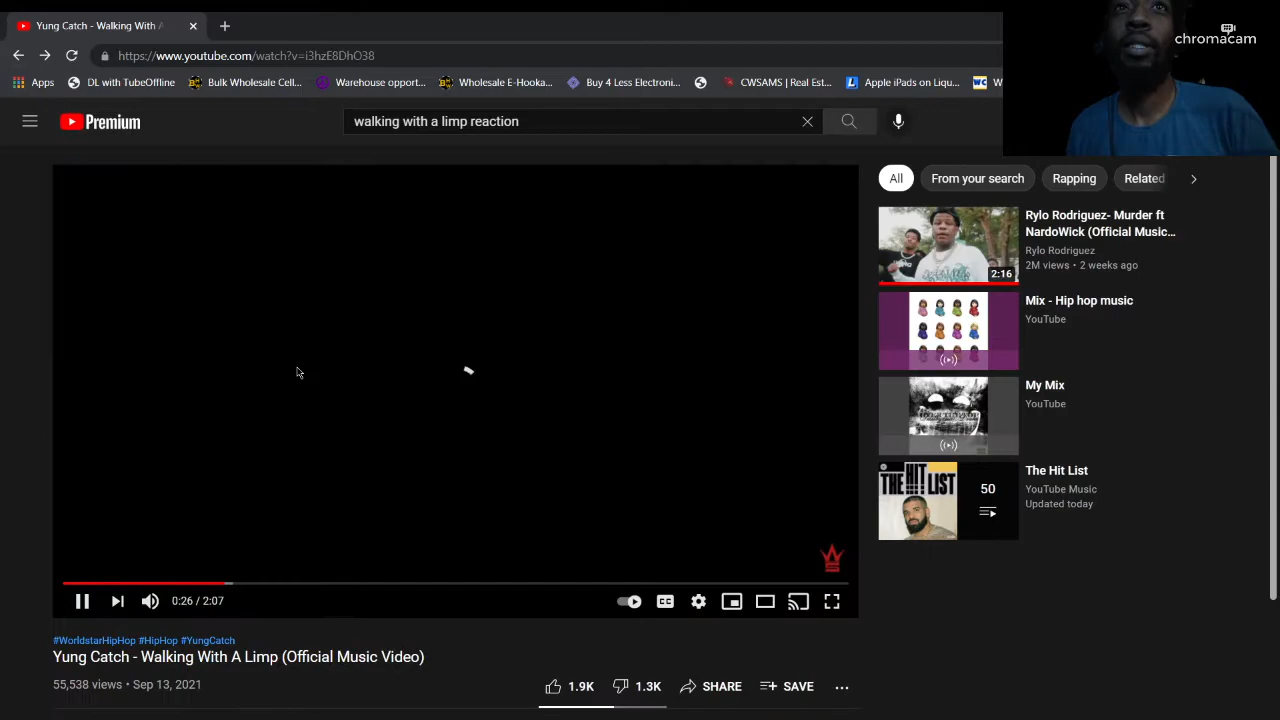 Yung Catch - Walking With A
https://www.youtube.com/watch?v=i3hzE8DhO38
Apps DL with TubeOffline Bulk Wholesale Cell... Warehouse opport... Wholesale E-Hooka... Buy 4 Less Electroni... CWSAMS | Real Est... Apple iPads on Liqu...
chromacam
Premium
walking with a limp reaction
All From your search Rapping Related
Rylo Rodriguez- Murder ft
NardoWick (Official Music...
Rylo Rodriguez
2M views • 2 weeks ago
2:16
Mix - Hip hop music
YouTube
My Mix
YouTube
THE HIT LIST
50
The Hit List
YouTube Music
Updated today
0:26 / 2:07
CC
#WorldstarHipHop #HipHop #YungCatch
Yung Catch - Walking With A Limp (Official Music Video)
55,538 views • Sep 13, 2021
1.9K 1.3K SHARE SAVE